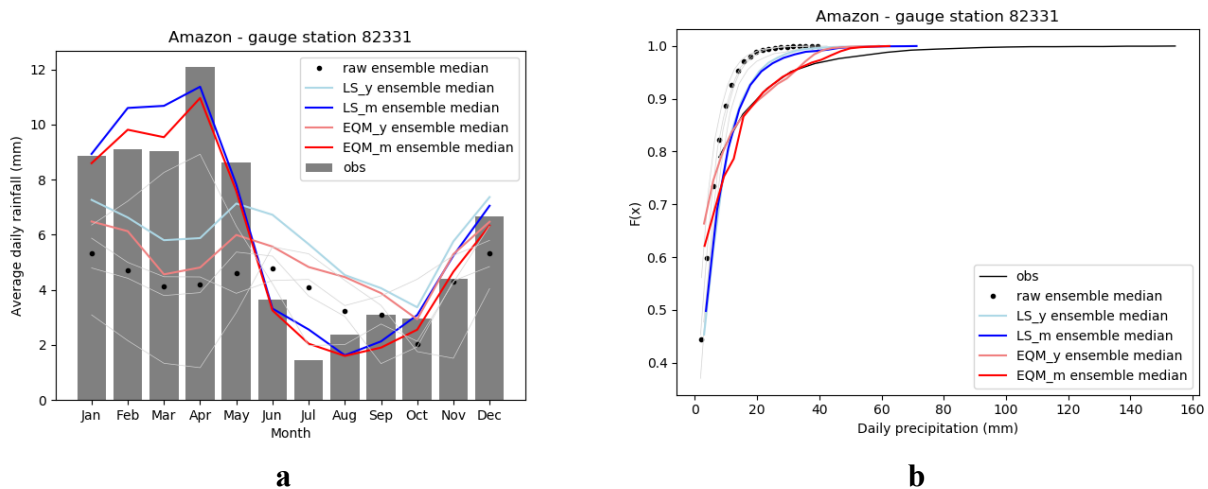 Amazon - gauge station 82331
12
10
8
6
4
2
0
Average daily rainfall (mm)
raw ensemble median
LS_y ensemble median
LS_m ensemble median
EQM_y ensemble median
EQM_m ensemble median
obs
Jan Feb Mar Apr May Jun Jul Aug Sep Oct Nov Dec
Month
a
Amazon - gauge station 82331
1.0
0.9
0.8
0.7
0.6
0.5
0.4
F(x)
obs
raw ensemble median
LS_y ensemble median
LS_m ensemble median
EQM_y ensemble median
EQM_m ensemble median
0 20 40 60 80 100 120 140 160
Daily precipitation (mm)
b